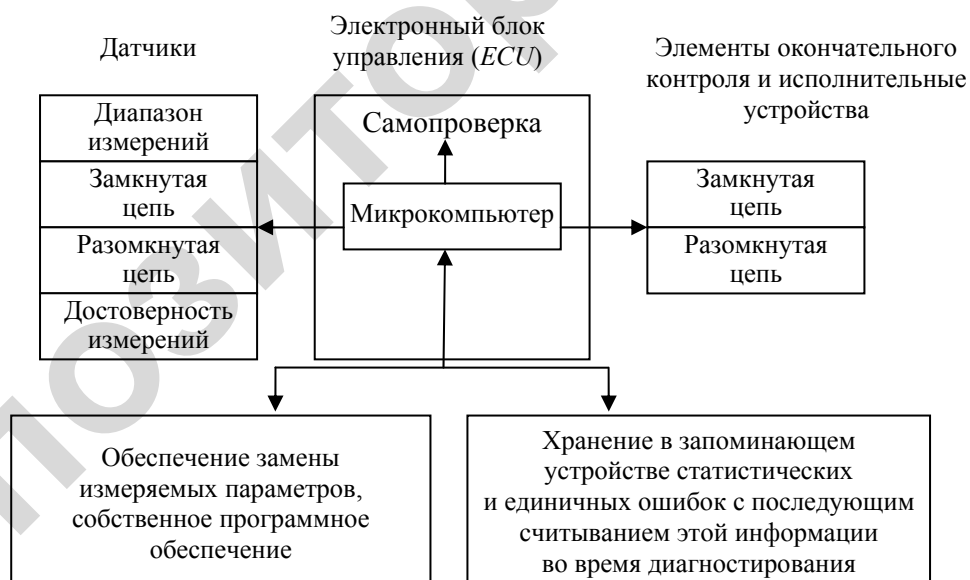 Датчики
Электронный блок
управления (ECU)
Элементы окончательного
контроля и исполнительные
устройства
Диапазон
измерений
Замкнутая
цепь
Разомкнутая
цепь
Достоверность
измерений
Самопроверка
Микрокомпьютер
Замкнутая
цепь
Разомкнутая
цепь
Обеспечение замены
измеряемых параметров,
собственное программное
обеспечение
Хранение в запоминающем
устройстве статистических
и единичных ошибок с последующим
считыванием этой информации
во время диагностирования